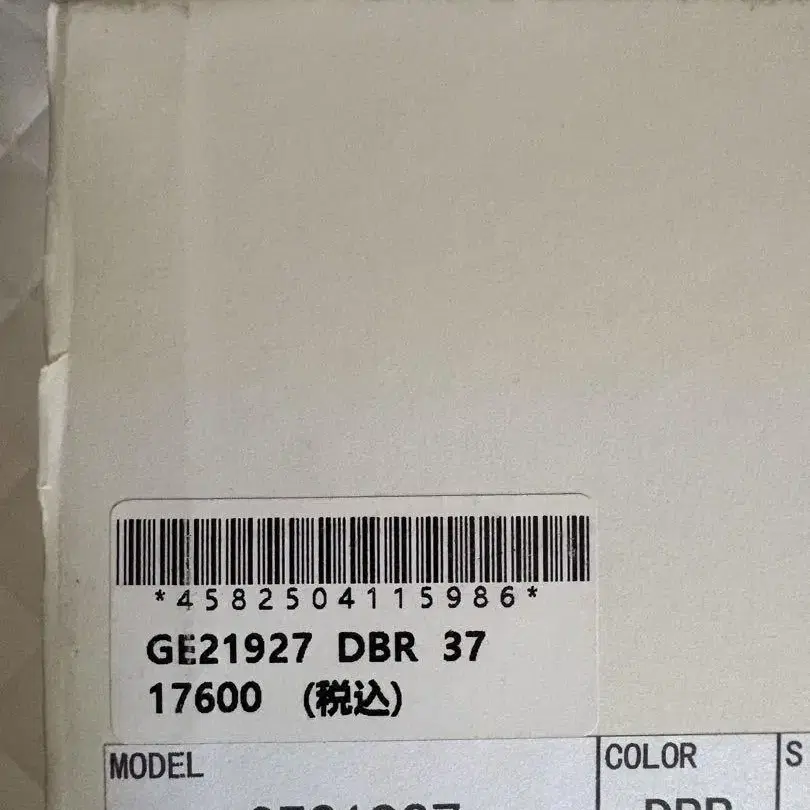 *4582504115986*
GE21927 DBR 37
17600 (税込)
MODEL
COLOR
S